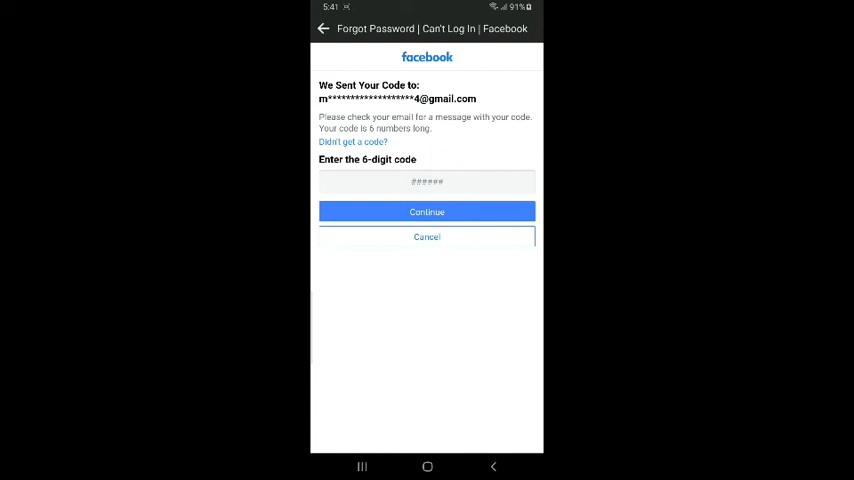 5:41 91%
Forgot Password | Can't Log In | Facebook
facebook
We Sent Your Code to:
m*******************4@gmail.com
Please check your email for a message with your code.
Your code is 6 numbers long.
Didn't get a code?
Enter the 6-digit code
######
Continue
Cancel